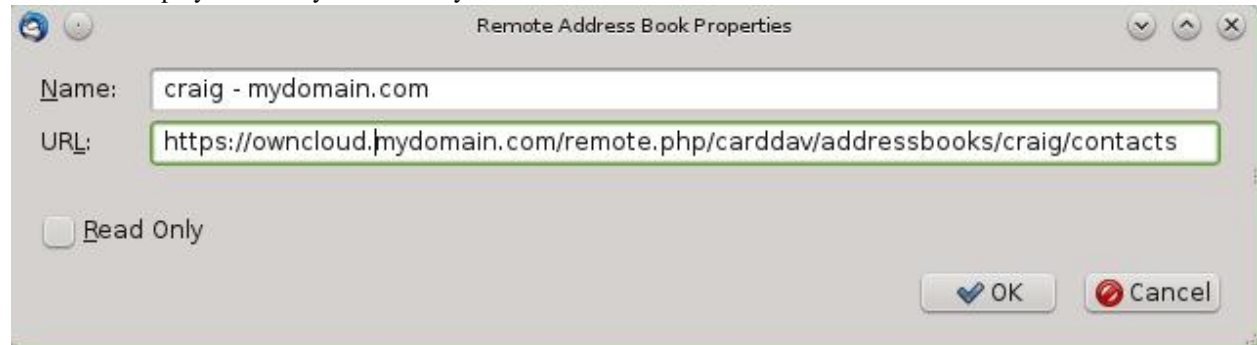 Remote Address Book Properties
Name: craig - mydomain.com
URL: https://owncloud.mydomain.com/remote.php/carddav/addressbooks/craig/contacts
Read Only
OK Cancel